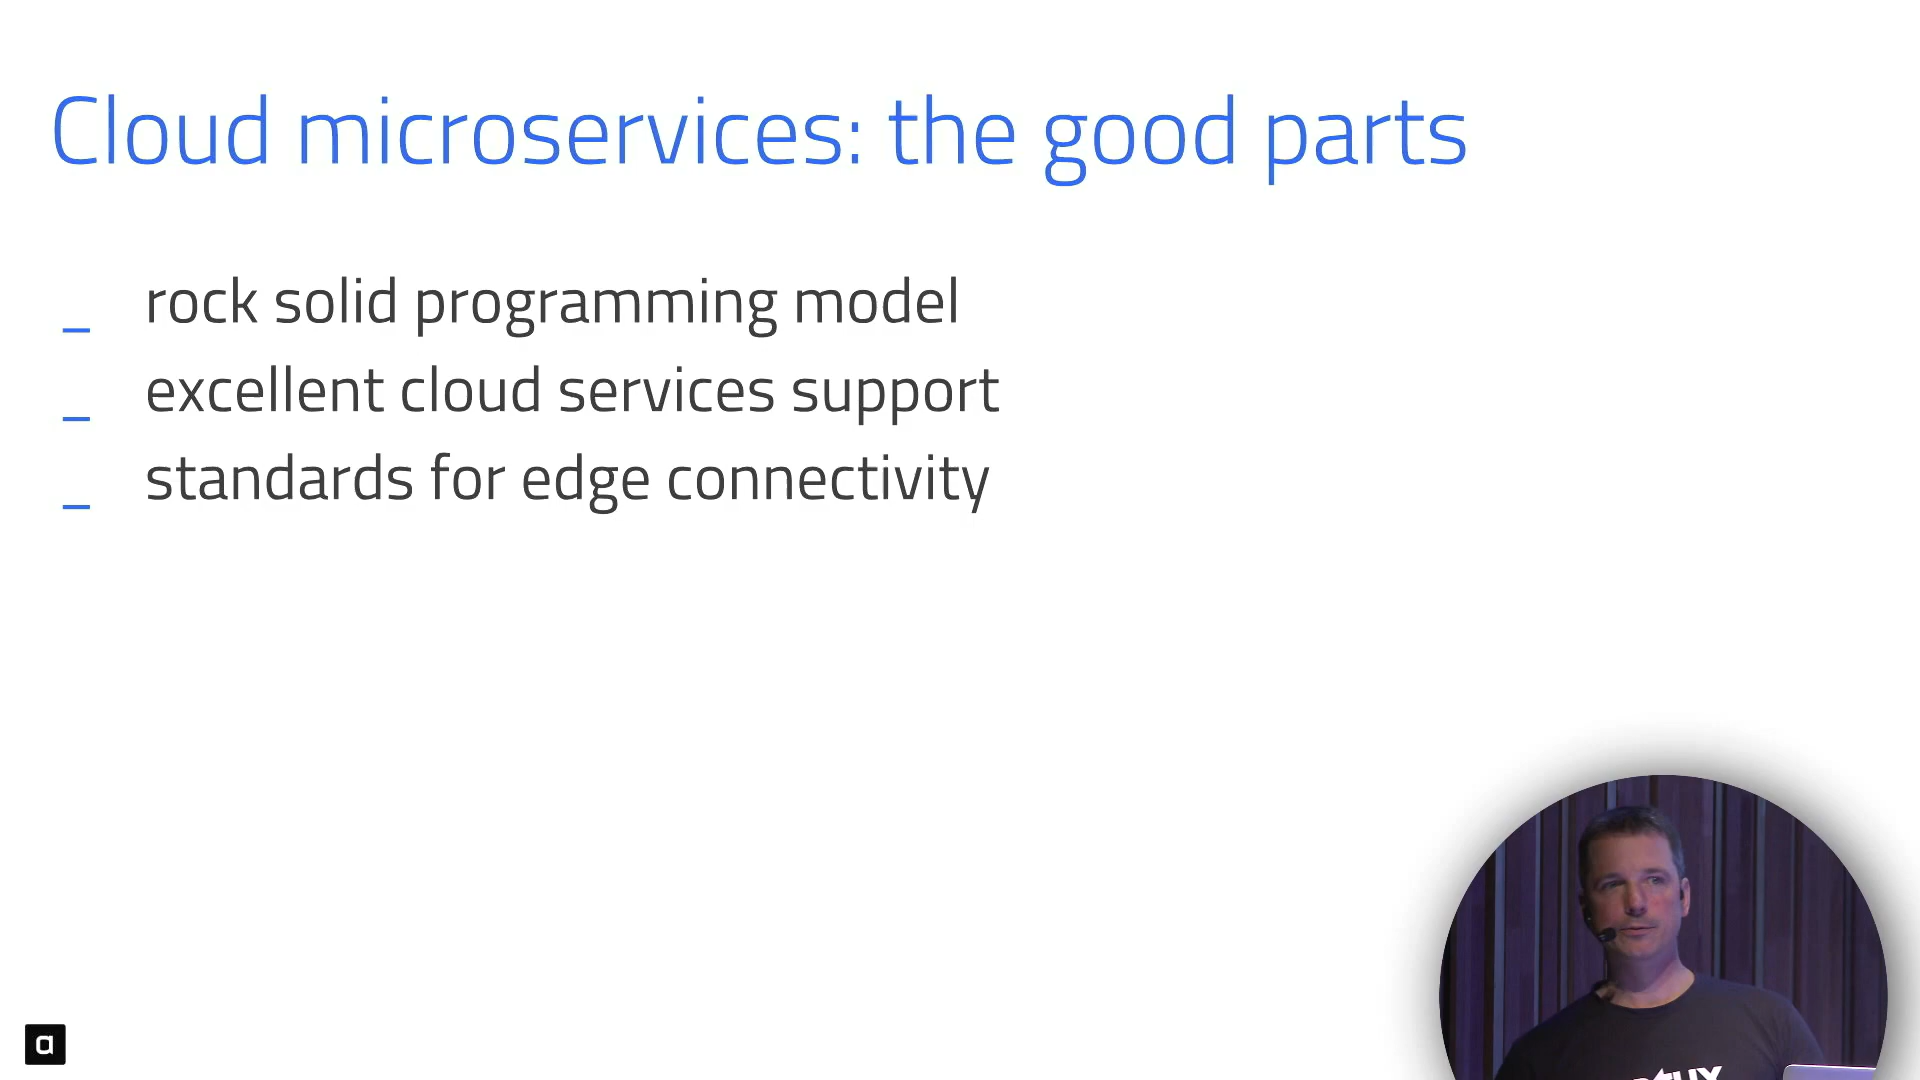 Cloud microservices: the good parts
_ rock solid programming model
_ excellent cloud services support
_ standards for edge connectivity
a